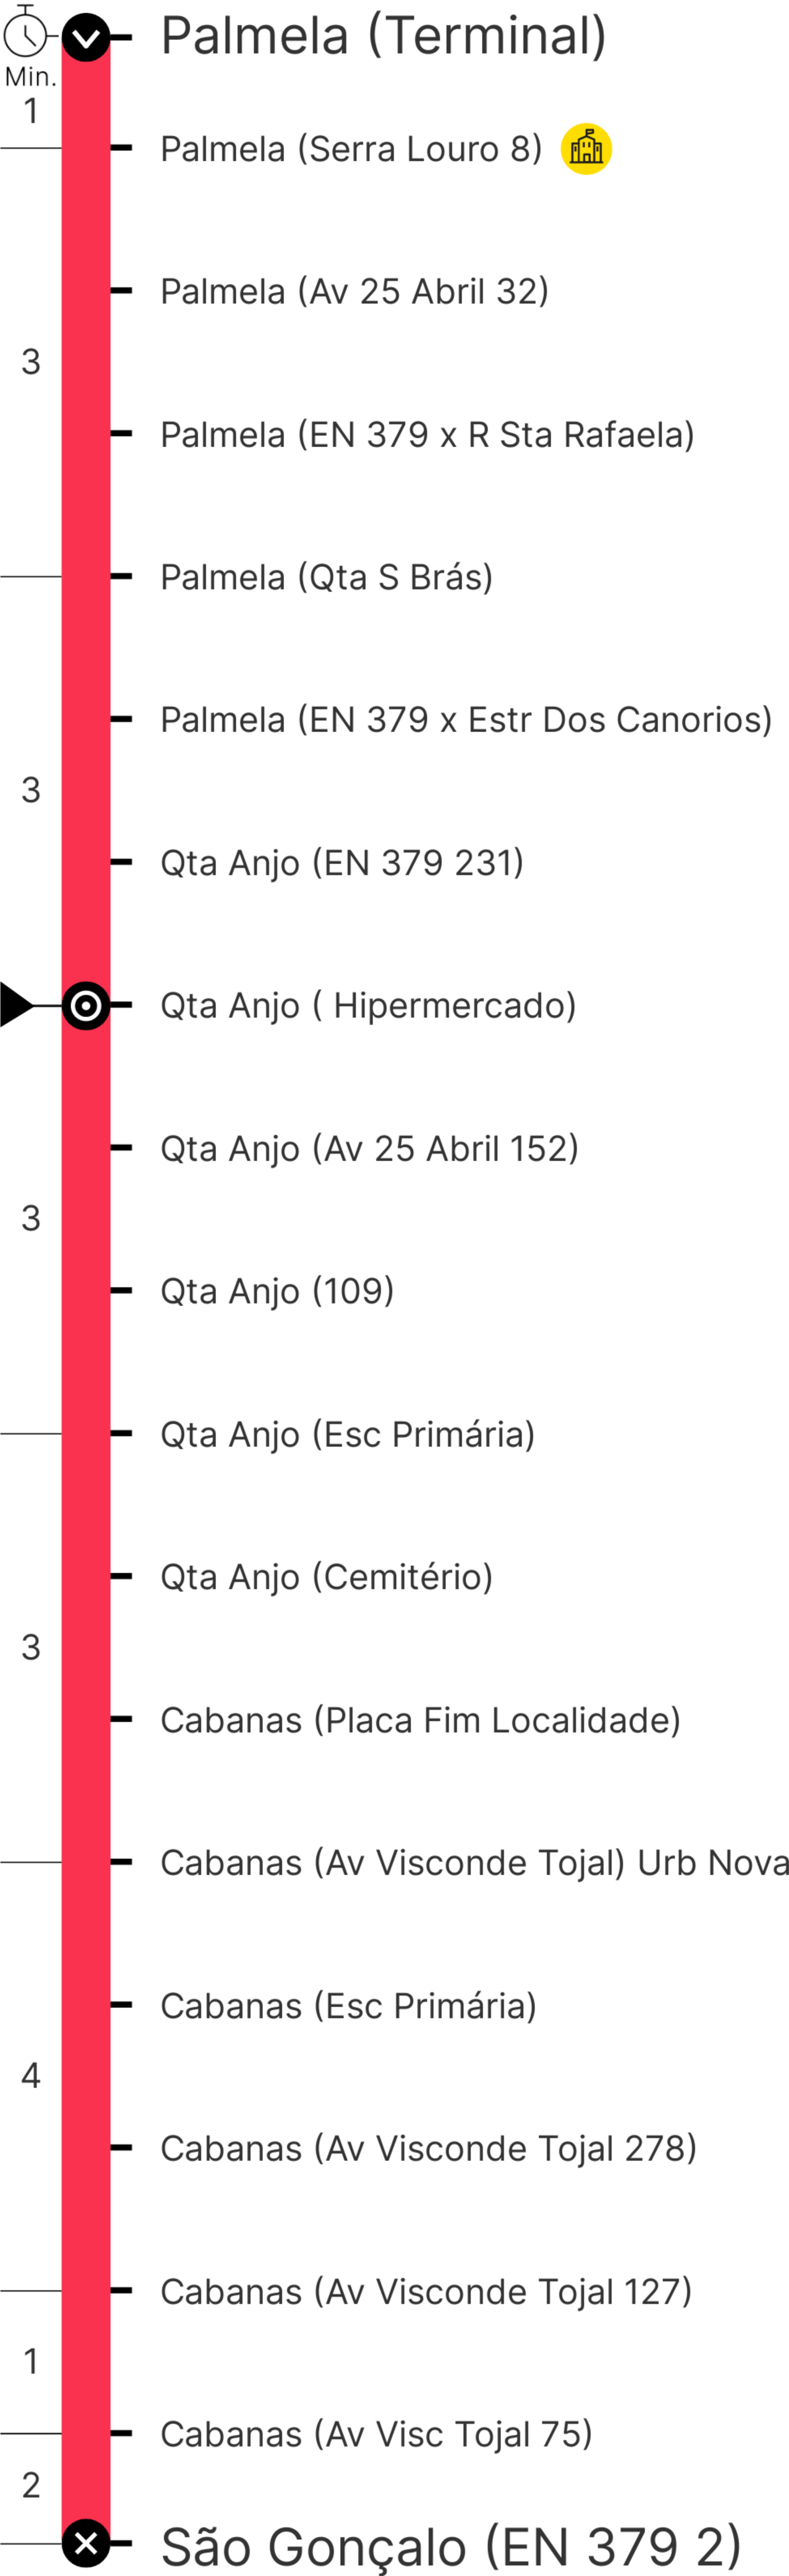 Palmela (Terminal)
Min.
1
Palmela (Serra Louro 8)
Palmela (Av 25 Abril 32)
3
Palmela (EN 379 x R Sta Rafaela)
Palmela (Qta S Brás)
Palmela (EN 379 x Estr Dos Canorios)
3
Qta Anjo (EN 379 231)
Qta Anjo ( Hipermercado)
Qta Anjo (Av 25 Abril 152)
3
Qta Anjo (109)
Qta Anjo (Esc Primária)
Qta Anjo (Cemitério)
3
Cabanas (Placa Fim Localidade)
Cabanas (Av Visconde Tojal) Urb Nova
Cabanas (Esc Primária)
4
Cabanas (Av Visconde Tojal 278)
Cabanas (Av Visconde Tojal 127)
1
Cabanas (Av Visc Tojal 75)
2
São Gonçalo (EN 379 2)